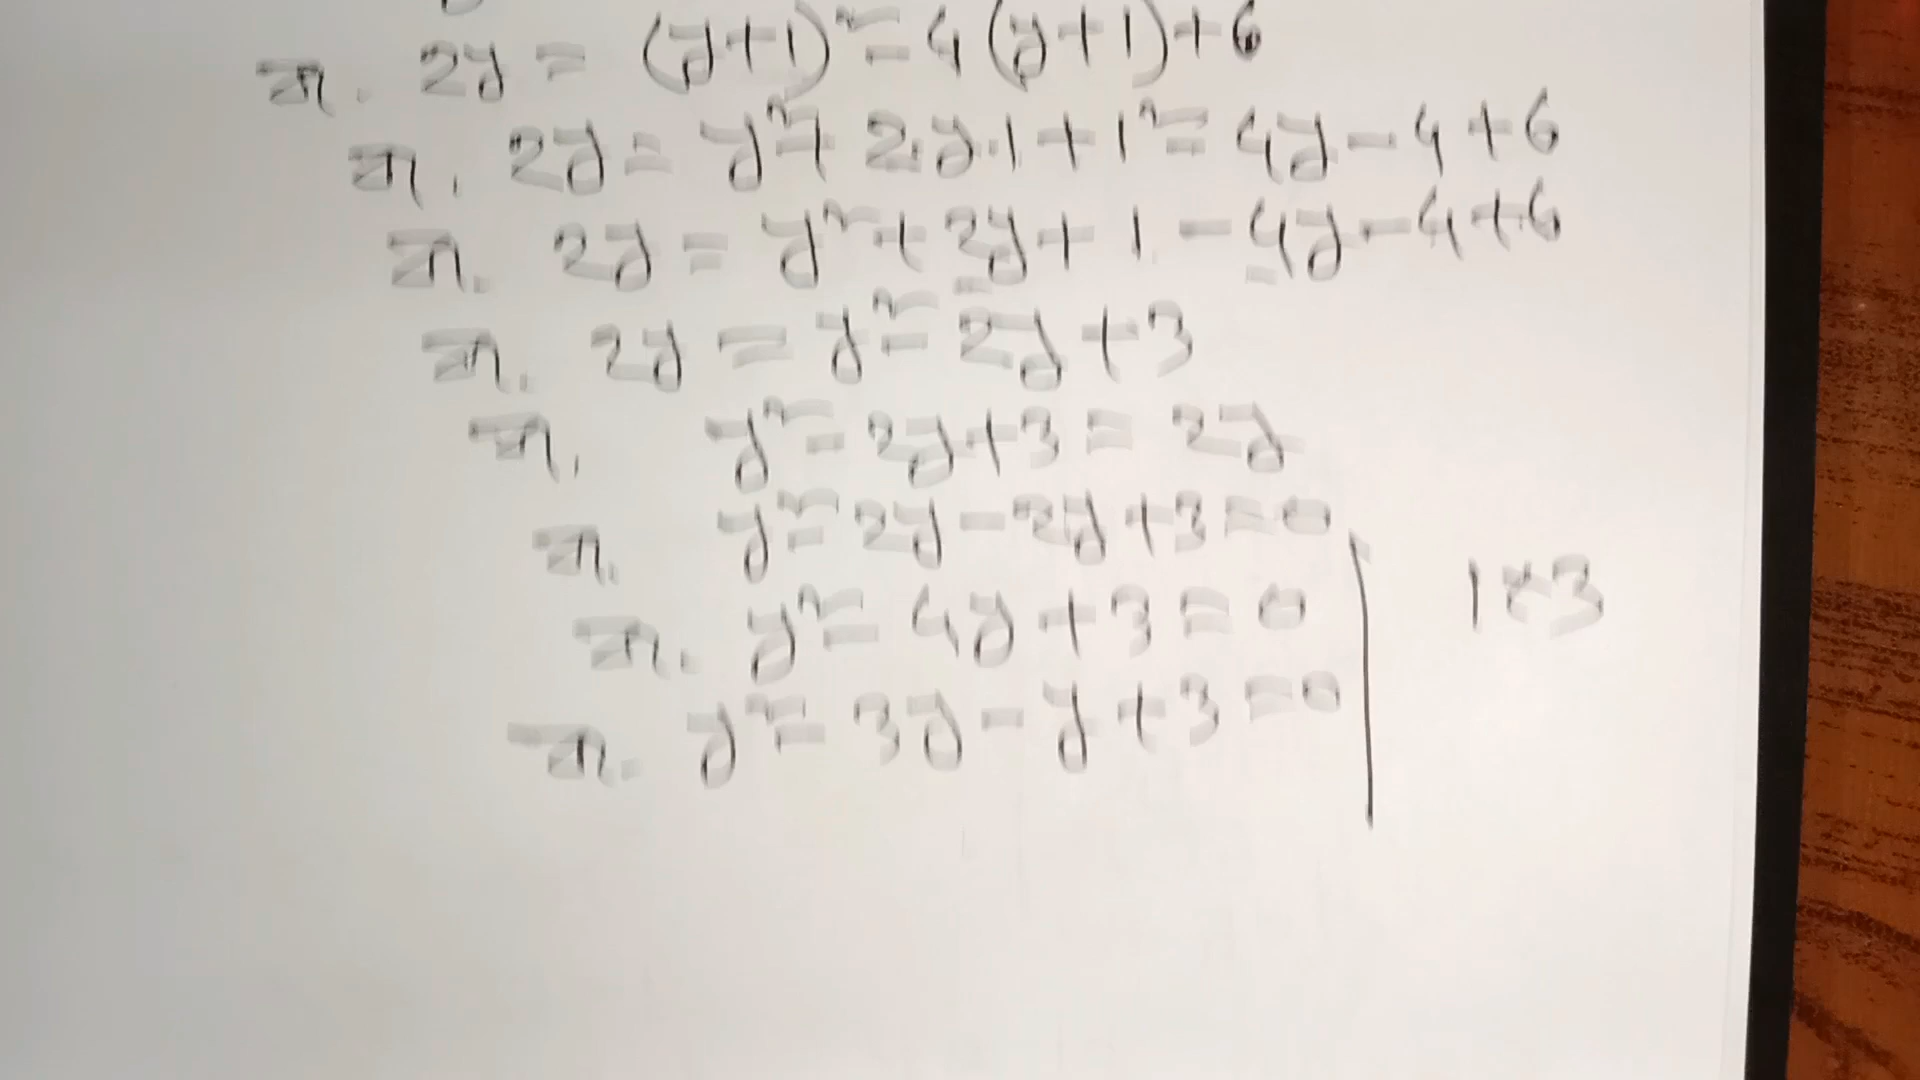 বা, 2y = (y+1)² - 4(y+1)+6
বা, 2y = y² + 2.y.1 + 1² - 4y - 4 + 6
বা, 2y = y² + 2y + 1 - 4y - 4 + 6
বা, 2y = y² - 2y + 3
বা, y² - 2y + 3 = 2y
বা, y² - 2y - 2y + 3 = 0
বা, y² - 4y + 3 = 0
1×3
বা, y² - 3y - y + 3 = 0